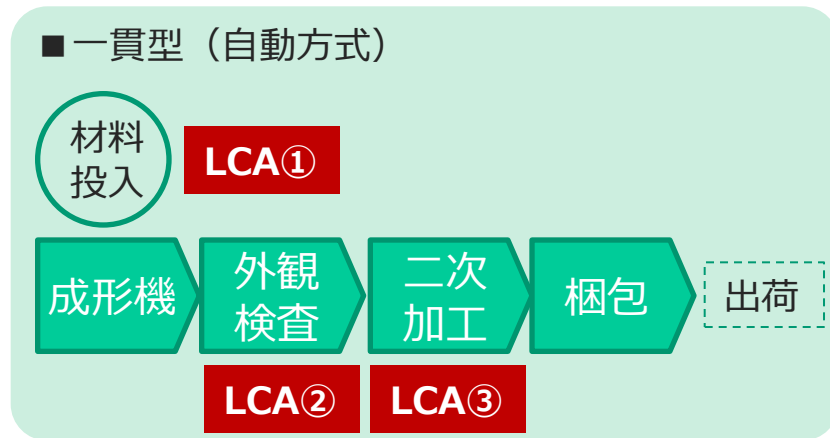 ■一貫型（自動方式）
材料
投入
LCA①
成形機
外観
検査
二次
加工
梱包
出荷
LCA②
LCA③